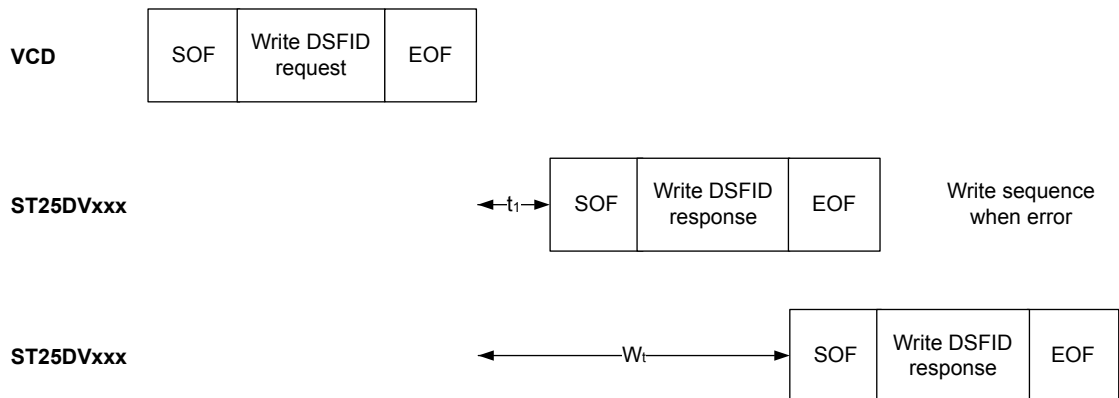 VCD
SOF
Write DSFID
request
EOF
ST25DVxxx
t₁
SOF
Write DSFID
response
EOF
Write sequence
when error
ST25DVxxx
Wₜ
SOF
Write DSFID
response
EOF